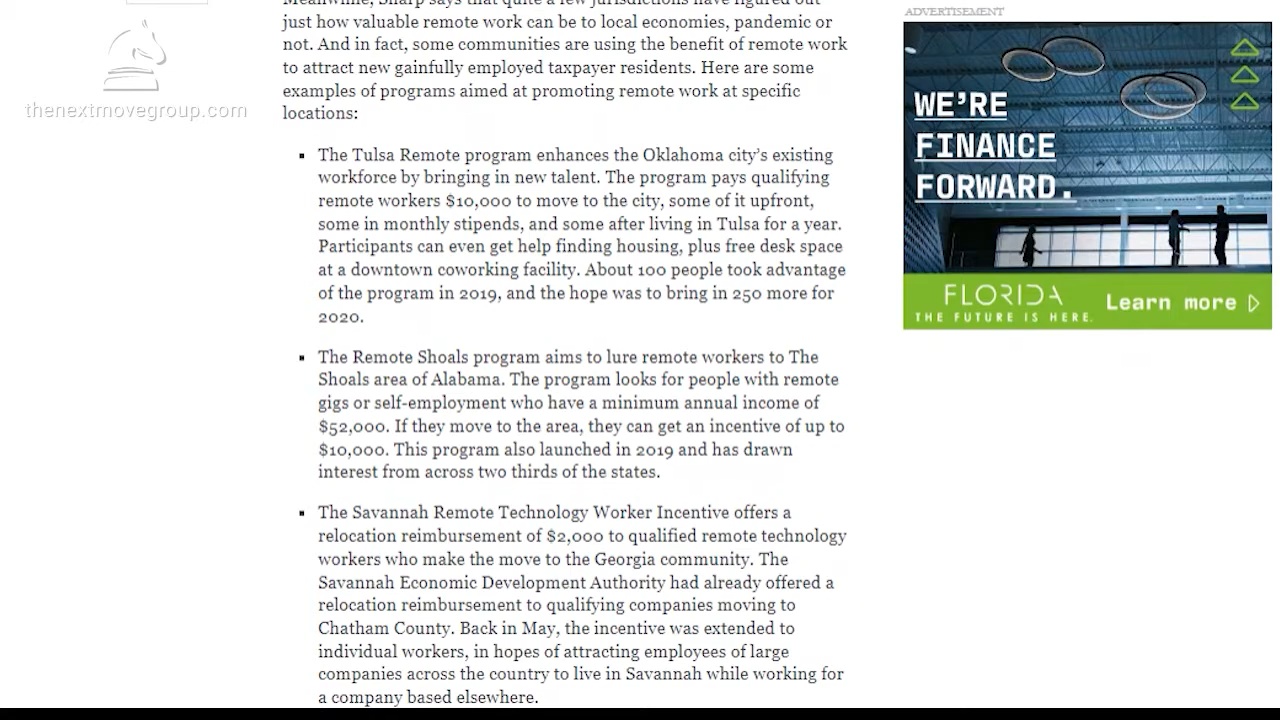 Meanwhile, Sharp says that quite a few jurisdictions have figured out
just how valuable remote work can be to local economies, pandemic or
not. And in fact, some communities are using the benefit of remote work
to attract new gainfully employed taxpayer residents. Here are some
examples of programs aimed at promoting remote work at specific
locations:
thenextmovegroup.com
▪ The Tulsa Remote program enhances the Oklahoma city's existing
workforce by bringing in new talent. The program pays qualifying
remote workers $10,000 to move to the city, some of it upfront,
some in monthly stipends, and some after living in Tulsa for a year.
Participants can even get help finding housing, plus free desk space
at a downtown coworking facility. About 100 people took advantage
of the program in 2019, and the hope was to bring in 250 more for
2020.
▪ The Remote Shoals program aims to lure remote workers to The
Shoals area of Alabama. The program looks for people with remote
gigs or self-employment who have a minimum annual income of
$52,000. If they move to the area, they can get an incentive of up to
$10,000. This program also launched in 2019 and has drawn
interest from across two thirds of the states.
▪ The Savannah Remote Technology Worker Incentive offers a
relocation reimbursement of $2,000 to qualified remote technology
workers who make the move to the Georgia community. The
Savannah Economic Development Authority had already offered a
relocation reimbursement to qualifying companies moving to
Chatham County. Back in May, the incentive was extended to
individual workers, in hopes of attracting employees of large
companies across the country to live in Savannah while working for
a company based elsewhere.
ADVERTISEMENT
WE'RE
FINANCE
FORWARD.
FLORIDA
THE FUTURE IS HERE.
Learn more